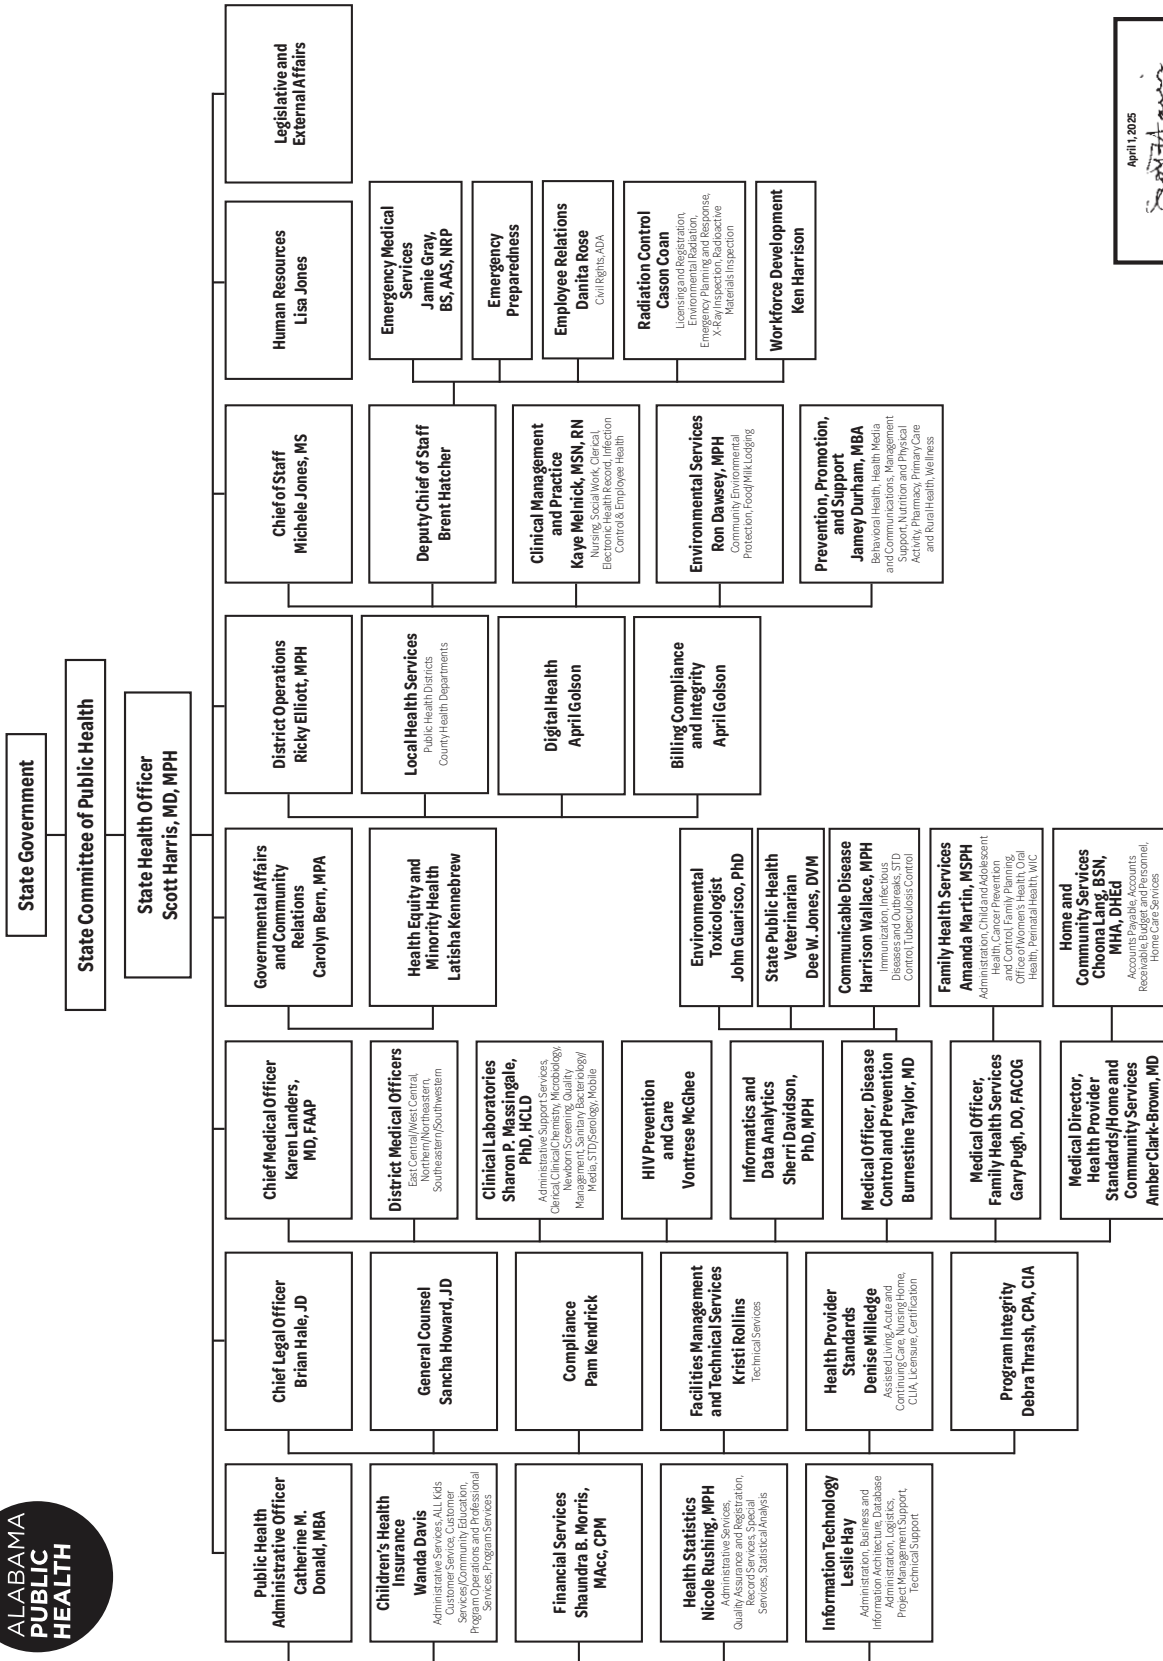 ALABAMA
PUBLIC
HEALTH
State Government
State Committee of Public Health
State Health Officer
Scott Harris, MD, MPH
Public Health
Administrative Officer
Catherine M.
Donald, MBA
Children's Health
Insurance
Wanda Davis
Administrative Services, ALL Kids
Customer Service, Customer
Services/Community Education,
Program Operations and Professional
Services, Program Services
Financial Services
Shaundra B. Morris,
MAcc, CPM
Health Statistics
Nicole Rushing, MPH
Administrative Services,
Quality Assurance and Registration,
Record Services, Special
Services, Statistical Analysis
Information Technology
Leslie Hay
Administration, Business and
Information Architecture, Database
Administration, Logistics,
Project Management Support,
Technical Support
Chief Legal Officer
Brian Hale, JD
General Counsel
Sancha Howard, JD
Compliance
Pam Kendrick
Facilities Management
and Technical Services
Kristi Rollins
Technical Services
Health Provider
Standards
Denise Milledge
Assisted Living, Acute and
Continuing Care, Nursing Home,
CLIA, Licensure, Certification
Program Integrity
Debra Thrash, CPA, CIA
Chief Medical Officer
Karen Landers,
MD, FAAP
District Medical Officers
East Central/West Central,
Northern/Northeastern,
Southeastern/Southwestern
Clinical Laboratories
Sharon P. Massingale,
PhD, HCLD
Administrative Support Services,
Clerical, Clinical Chemistry, Microbiology,
Newborn Screening, Quality
Management, Sanitary Bacteriology/
Media, STD/Serology, Mobile
HIV Prevention
and Care
Vontrese McGhee
Informatics and
Data Analytics
Sherri Davidson,
PhD, MPH
Medical Officer, Disease
Control and Prevention
Burnestine Taylor, MD
Medical Officer,
Family Health Services
Gary Pugh, DO, FACOG
Medical Director,
Health Provider
Standards/Home and
Community Services
Amber Clark-Brown, MD
Environmental
Toxicologist
John Guarisco, PhD
State Public Health
Veterinarian
Dee W. Jones, DVM
Communicable Disease
Harrison Wallace, MPH
Immunization, Infectious
Diseases and Outbreaks, STD
Control, Tuberculosis Control
Family Health Services
Amanda Martin, MSPH
Administration, Child and Adolescent
Health, Cancer Prevention
and Control, Family Planning,
Office of Women's Health, Oral
Health, Perinatal Health, WIC
Home and
Community Services
Choona Lang, BSN,
MHA, DHEd
Accounts Payable, Accounts
Receivable, Budget and Personnel,
Home Care Services
Governmental Affairs
and Community
Relations
Carolyn Bern, MPA
Health Equity and
Minority Health
Latisha Kennebrew
District Operations
Ricky Elliott, MPH
Local Health Services
Public Health Districts
County Health Departments
Digital Health
April Golson
Billing Compliance
and Integrity
April Golson
Chief of Staff
Michele Jones, MS
Deputy Chief of Staff
Brent Hatcher
Clinical Management
and Practice
Kaye Melnick, MSN, RN
Nursing, Social Work, Clerical,
Electronic Health Record, Infection
Control & Employee Health
Environmental Services
Ron Dawsey, MPH
Community Environmental
Protection, Food/Milk Lodging
Prevention, Promotion,
and Support
Jamey Durham, MBA
Behavioral Health, Health Media
and Communications, Management
Support, Nutrition and Physical
Activity, Pharmacy, Primary Care
and Rural Health, Wellness
Emergency Medical
Services
Jamie Gray,
BS, AAS, NRP
Emergency
Preparedness
Employee Relations
Danita Rose
Civil Rights, ADA
Radiation Control
Cason Coan
Licensing and Registration,
Environmental Radiation,
Emergency Planning and Response,
X-Ray Inspection, Radioactive
Materials Inspection
Workforce Development
Ken Harrison
Human Resources
Lisa Jones
Legislative and
External Affairs
April 1, 2025